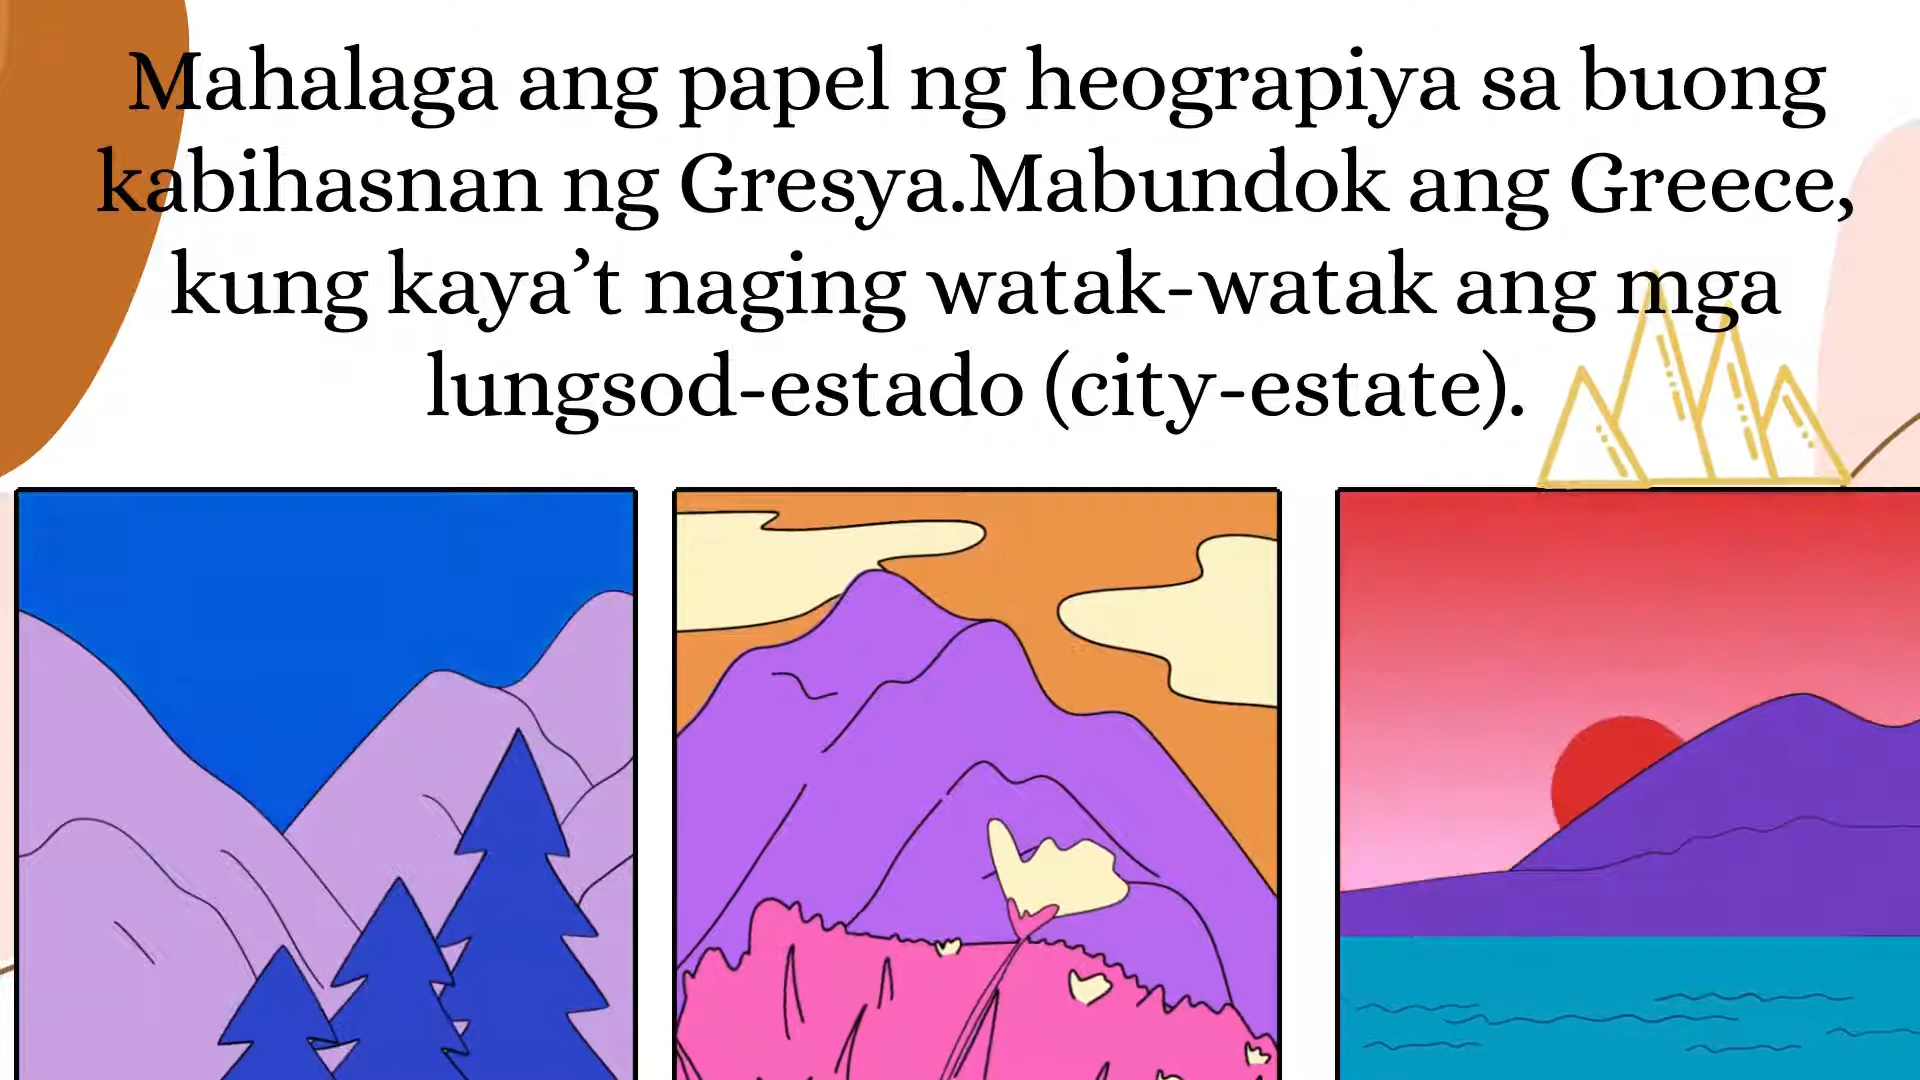 Mahalaga ang papel ng heograpiya sa buong
kabihasnan ng Gresya.Mabundok ang Greece,
kung kaya’t naging watak-watak ang mga
lungsod-estado (city-estate).